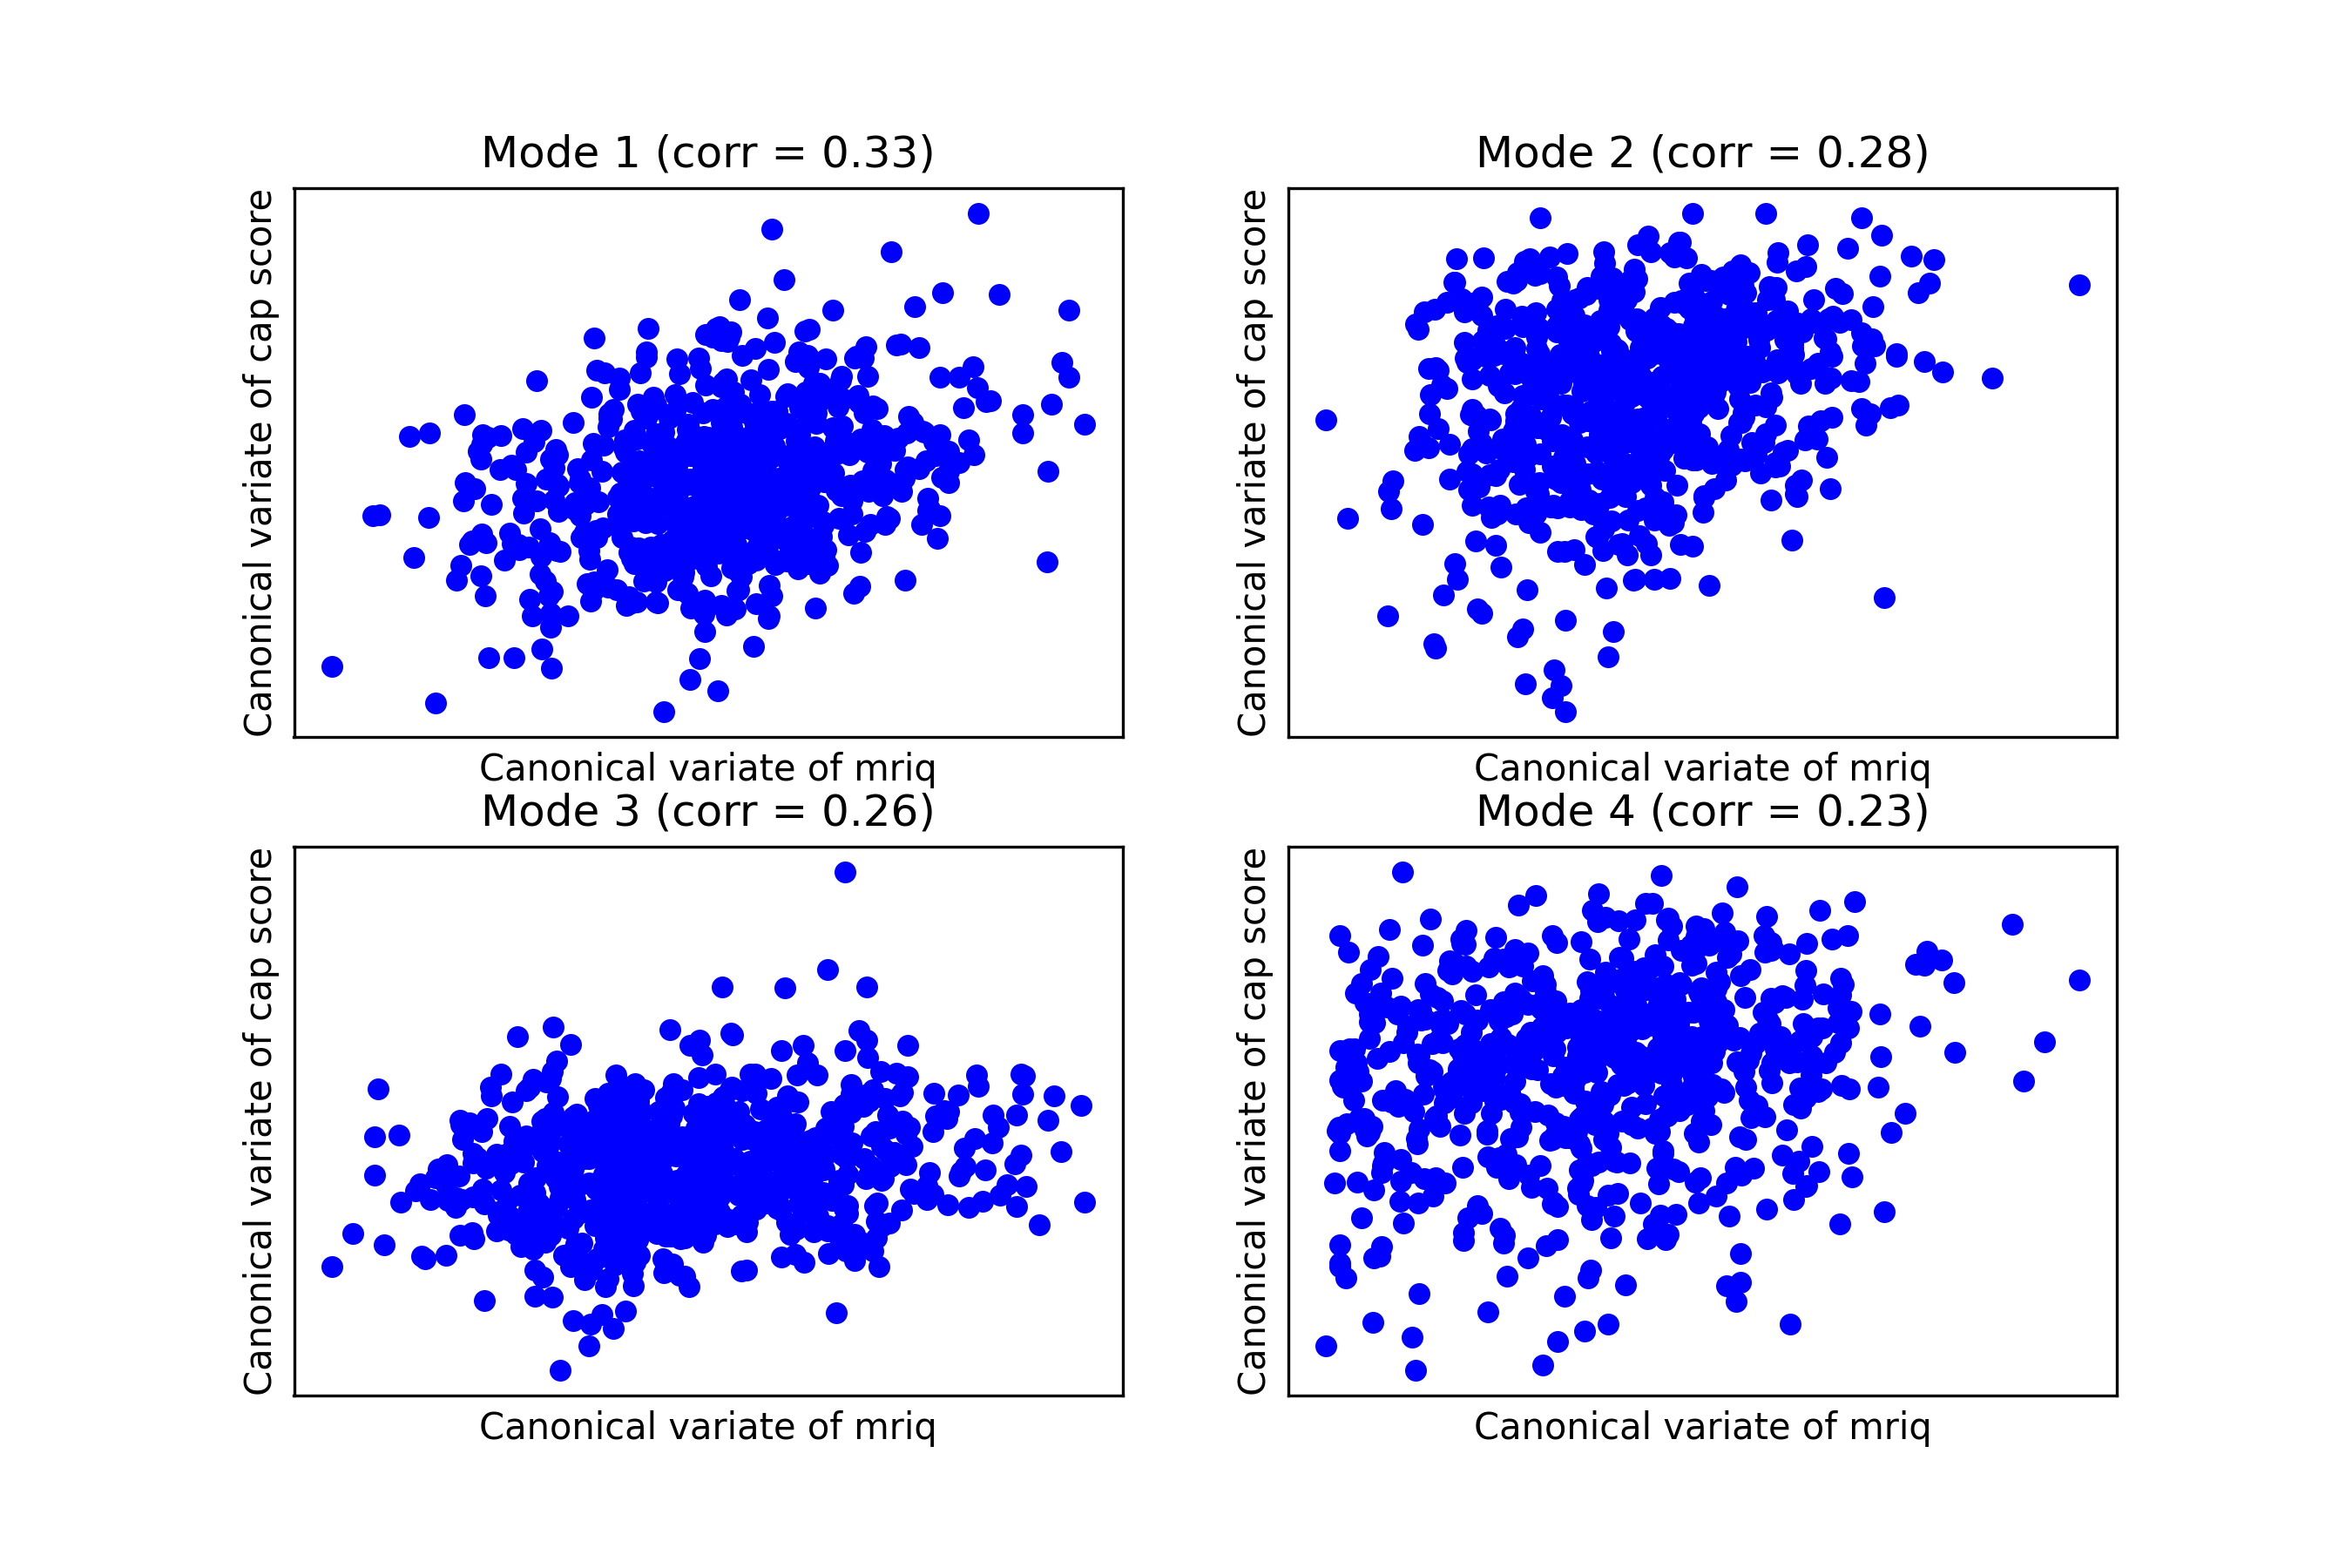 Mode 1 (corr = 0.33)
Canonical variate of cap score
Canonical variate of mriq
Mode 2 (corr = 0.28)
Canonical variate of cap score
Canonical variate of mriq
Mode 3 (corr = 0.26)
Canonical variate of cap score
Canonical variate of mriq
Mode 4 (corr = 0.23)
Canonical variate of cap score
Canonical variate of mriq